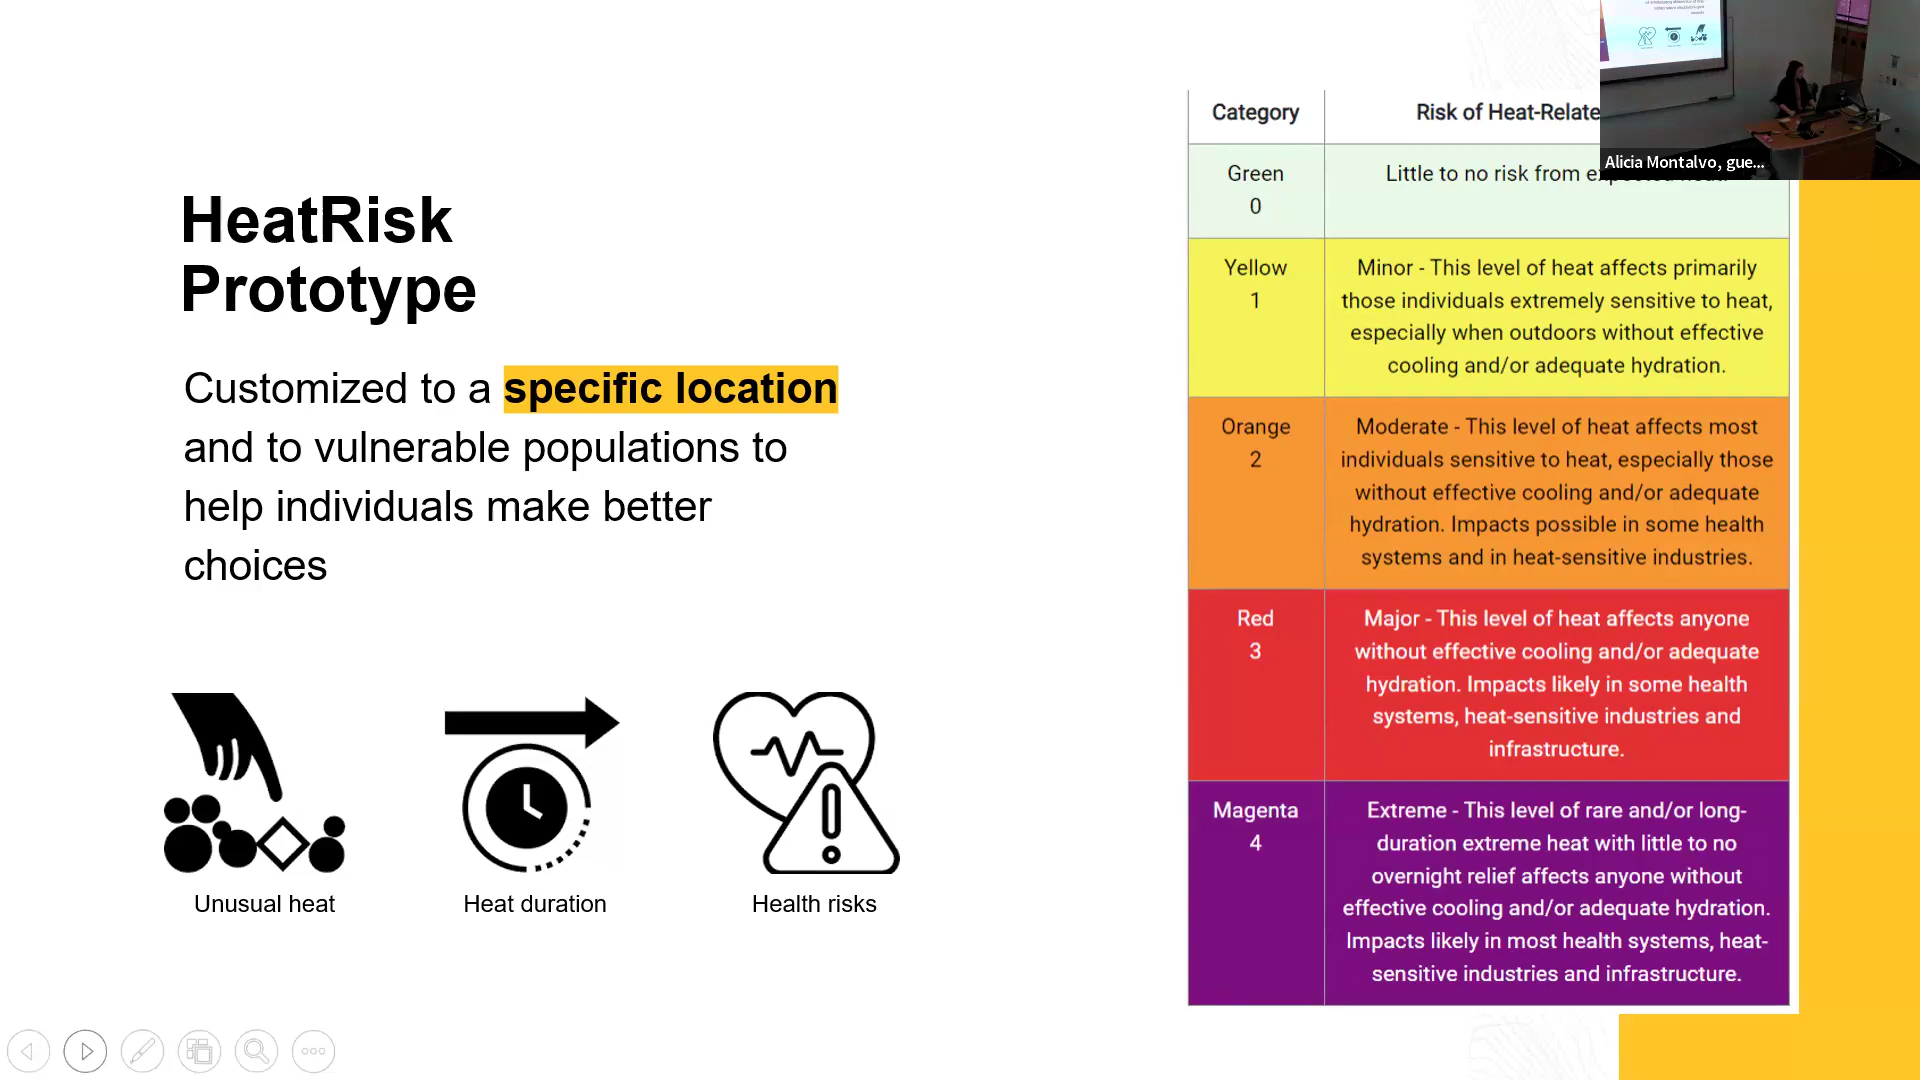 HeatRisk
Prototype
Customized to a specific location
and to vulnerable populations to
help individuals make better
choices
Unusual heat
Heat duration
Health risks
Category
Risk of Heat-Relate
Green
0
Little to no risk from expected heat.
Yellow
1
Minor - This level of heat affects primarily
those individuals extremely sensitive to heat,
especially when outdoors without effective
cooling and/or adequate hydration.
Orange
2
Moderate - This level of heat affects most
individuals sensitive to heat, especially those
without effective cooling and/or adequate
hydration. Impacts possible in some health
systems and in heat-sensitive industries.
Red
3
Major - This level of heat affects anyone
without effective cooling and/or adequate
hydration. Impacts likely in some health
systems, heat-sensitive industries and
infrastructure.
Magenta
4
Extreme - This level of rare and/or long-
duration extreme heat with little to no
overnight relief affects anyone without
effective cooling and/or adequate hydration.
Impacts likely in most health systems, heat-
sensitive industries and infrastructure.
Alicia Montalvo, gue...